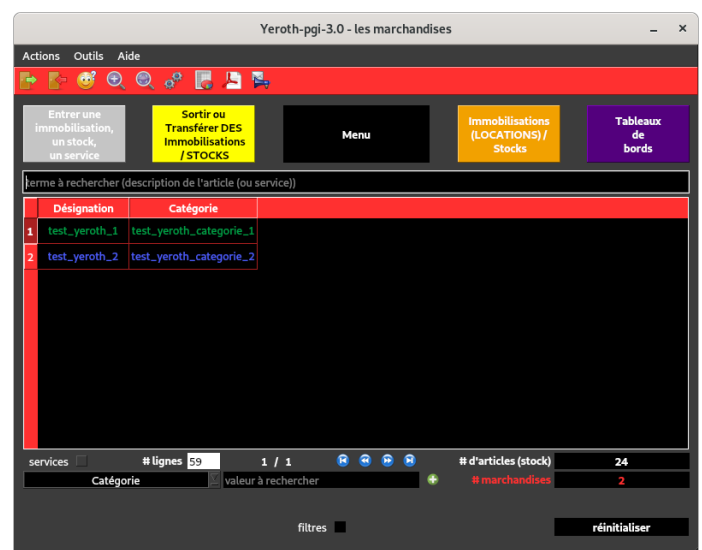 Yeroth-pgi-3.0 - les marchandises
Actions Outils Aide
Entrer une
immobilisation,
un stock,
un service
Sortir ou
Transférer DES
Immobilisations
/ STOCKS
Menu
Immobilisations
(LOCATIONS) /
Stocks
Tableaux
de
bords
terme à rechercher (description de l'article (ou service))
Désignation Catégorie
1 test_yeroth_1 test_yeroth_categorie_1
2 test_yeroth_2 test_yeroth_categorie_2
services # lignes 59 1 / 1 # d'articles (stock) 24
Catégorie valeur à rechercher # marchandises 2
filtres réinitialiser